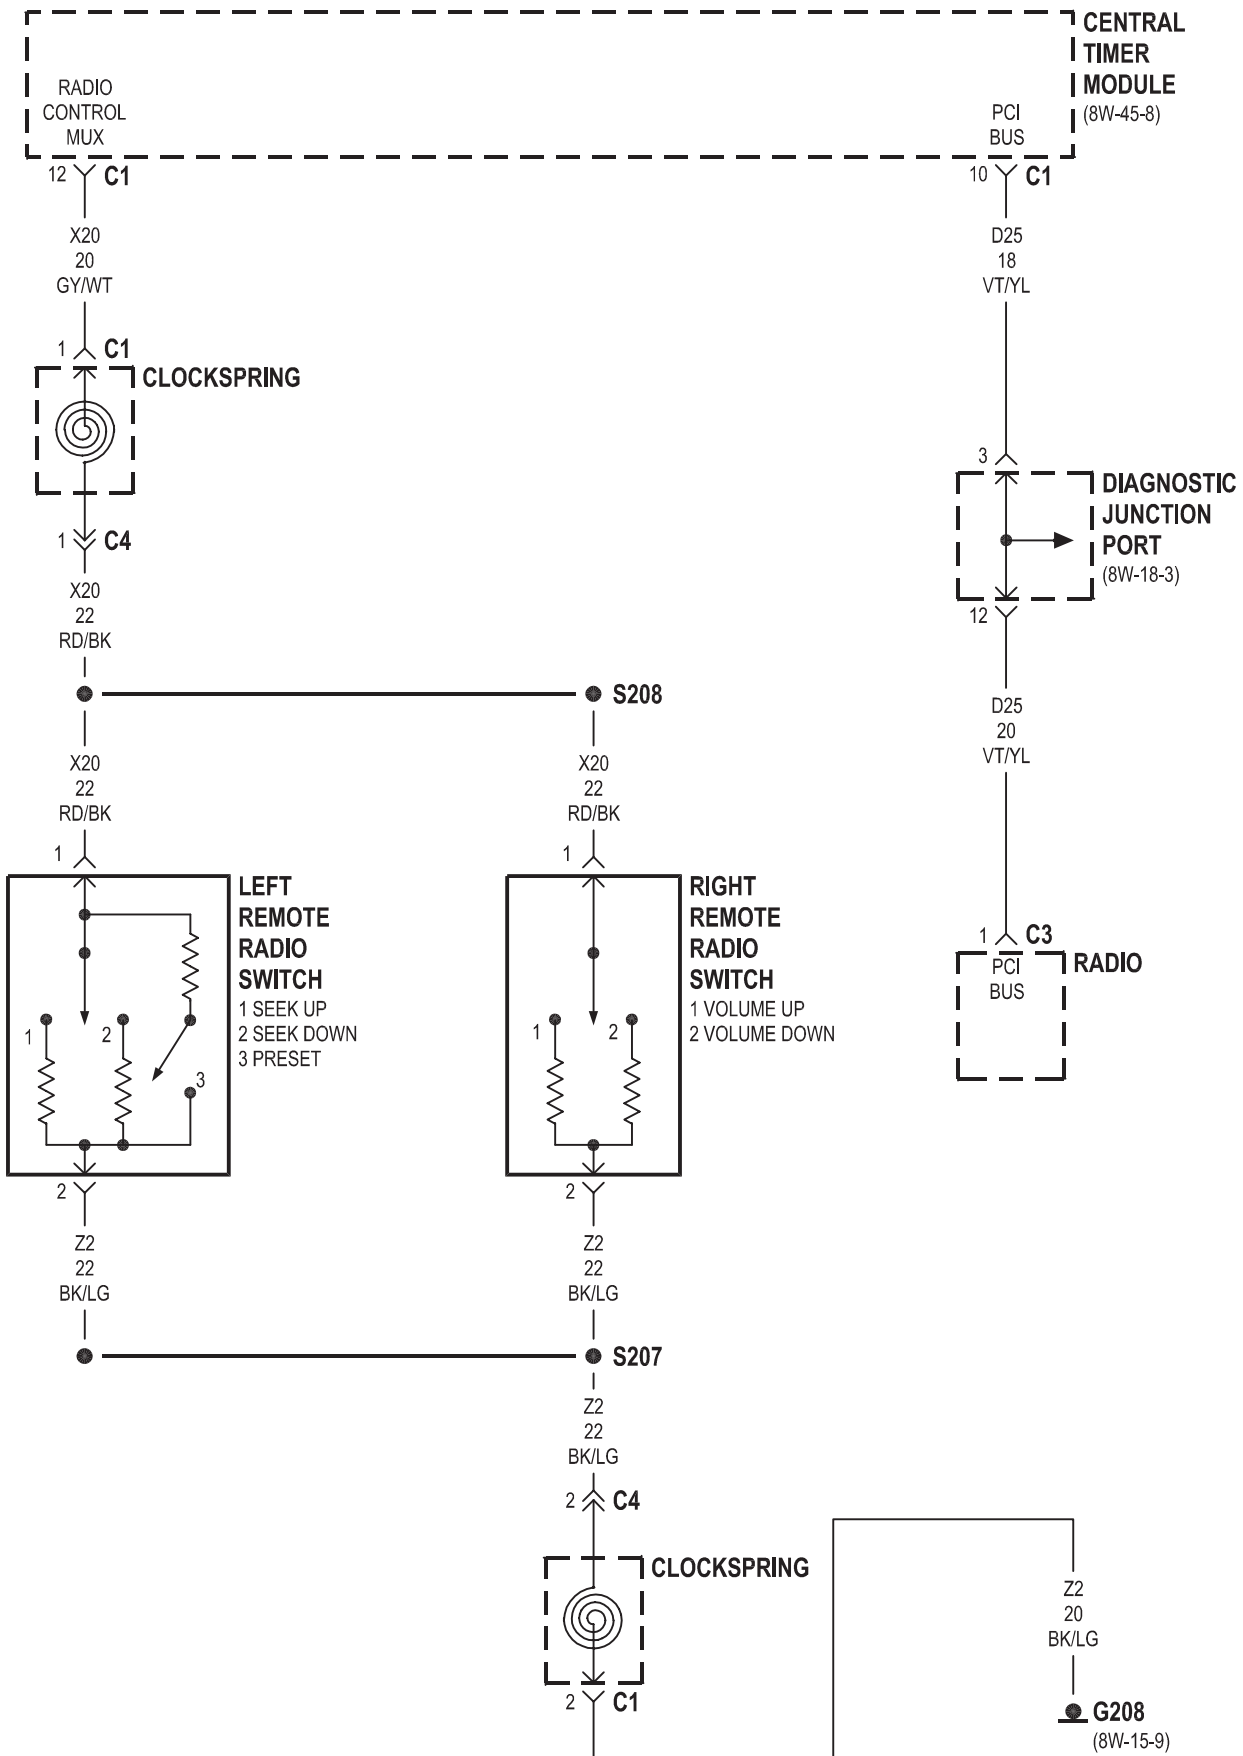 CENTRAL
TIMER
MODULE
(8W-45-8)
RADIO
CONTROL
MUX
PCI
BUS
12 C1
10 C1
X20
20
GY/WT
D25
18
VT/YL
1 C1
CLOCKSPRING
1 C4
3
DIAGNOSTIC
JUNCTION
PORT
(8W-18-3)
12
X20
22
RD/BK
S208
D25
20
VT/YL
X20
22
RD/BK
X20
22
RD/BK
1
LEFT
REMOTE
RADIO
SWITCH
1 SEEK UP
2 SEEK DOWN
3 PRESET
1
2
3
1
RIGHT
REMOTE
RADIO
SWITCH
1 VOLUME UP
2 VOLUME DOWN
1
2
1 C3
PCI
BUS
RADIO
2
2
Z2
22
BK/LG
Z2
22
BK/LG
S207
Z2
22
BK/LG
2 C4
CLOCKSPRING
2 C1
Z2
20
BK/LG
G208
(8W-15-9)